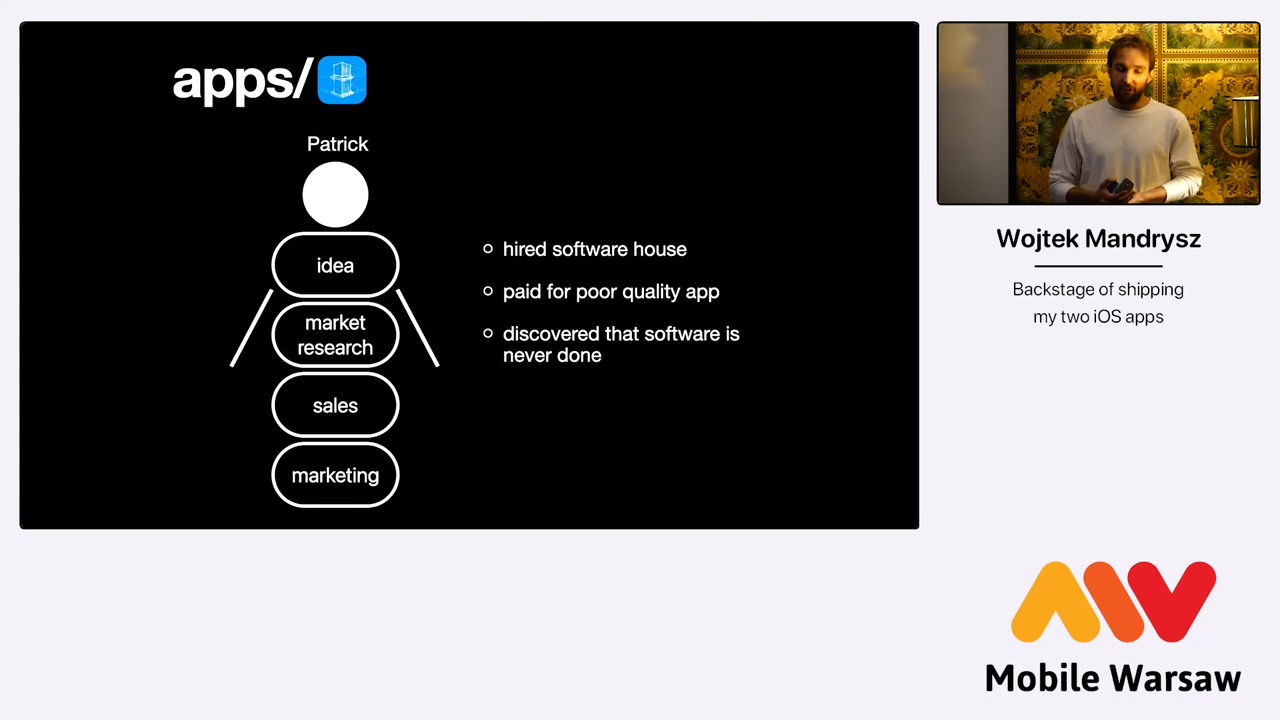 apps/
Patrick
idea
market
research
sales
marketing
hired software house
paid for poor quality app
discovered that software is
never done
Wojtek Mandrysz
Backstage of shipping
my two iOS apps
Mobile Warsaw